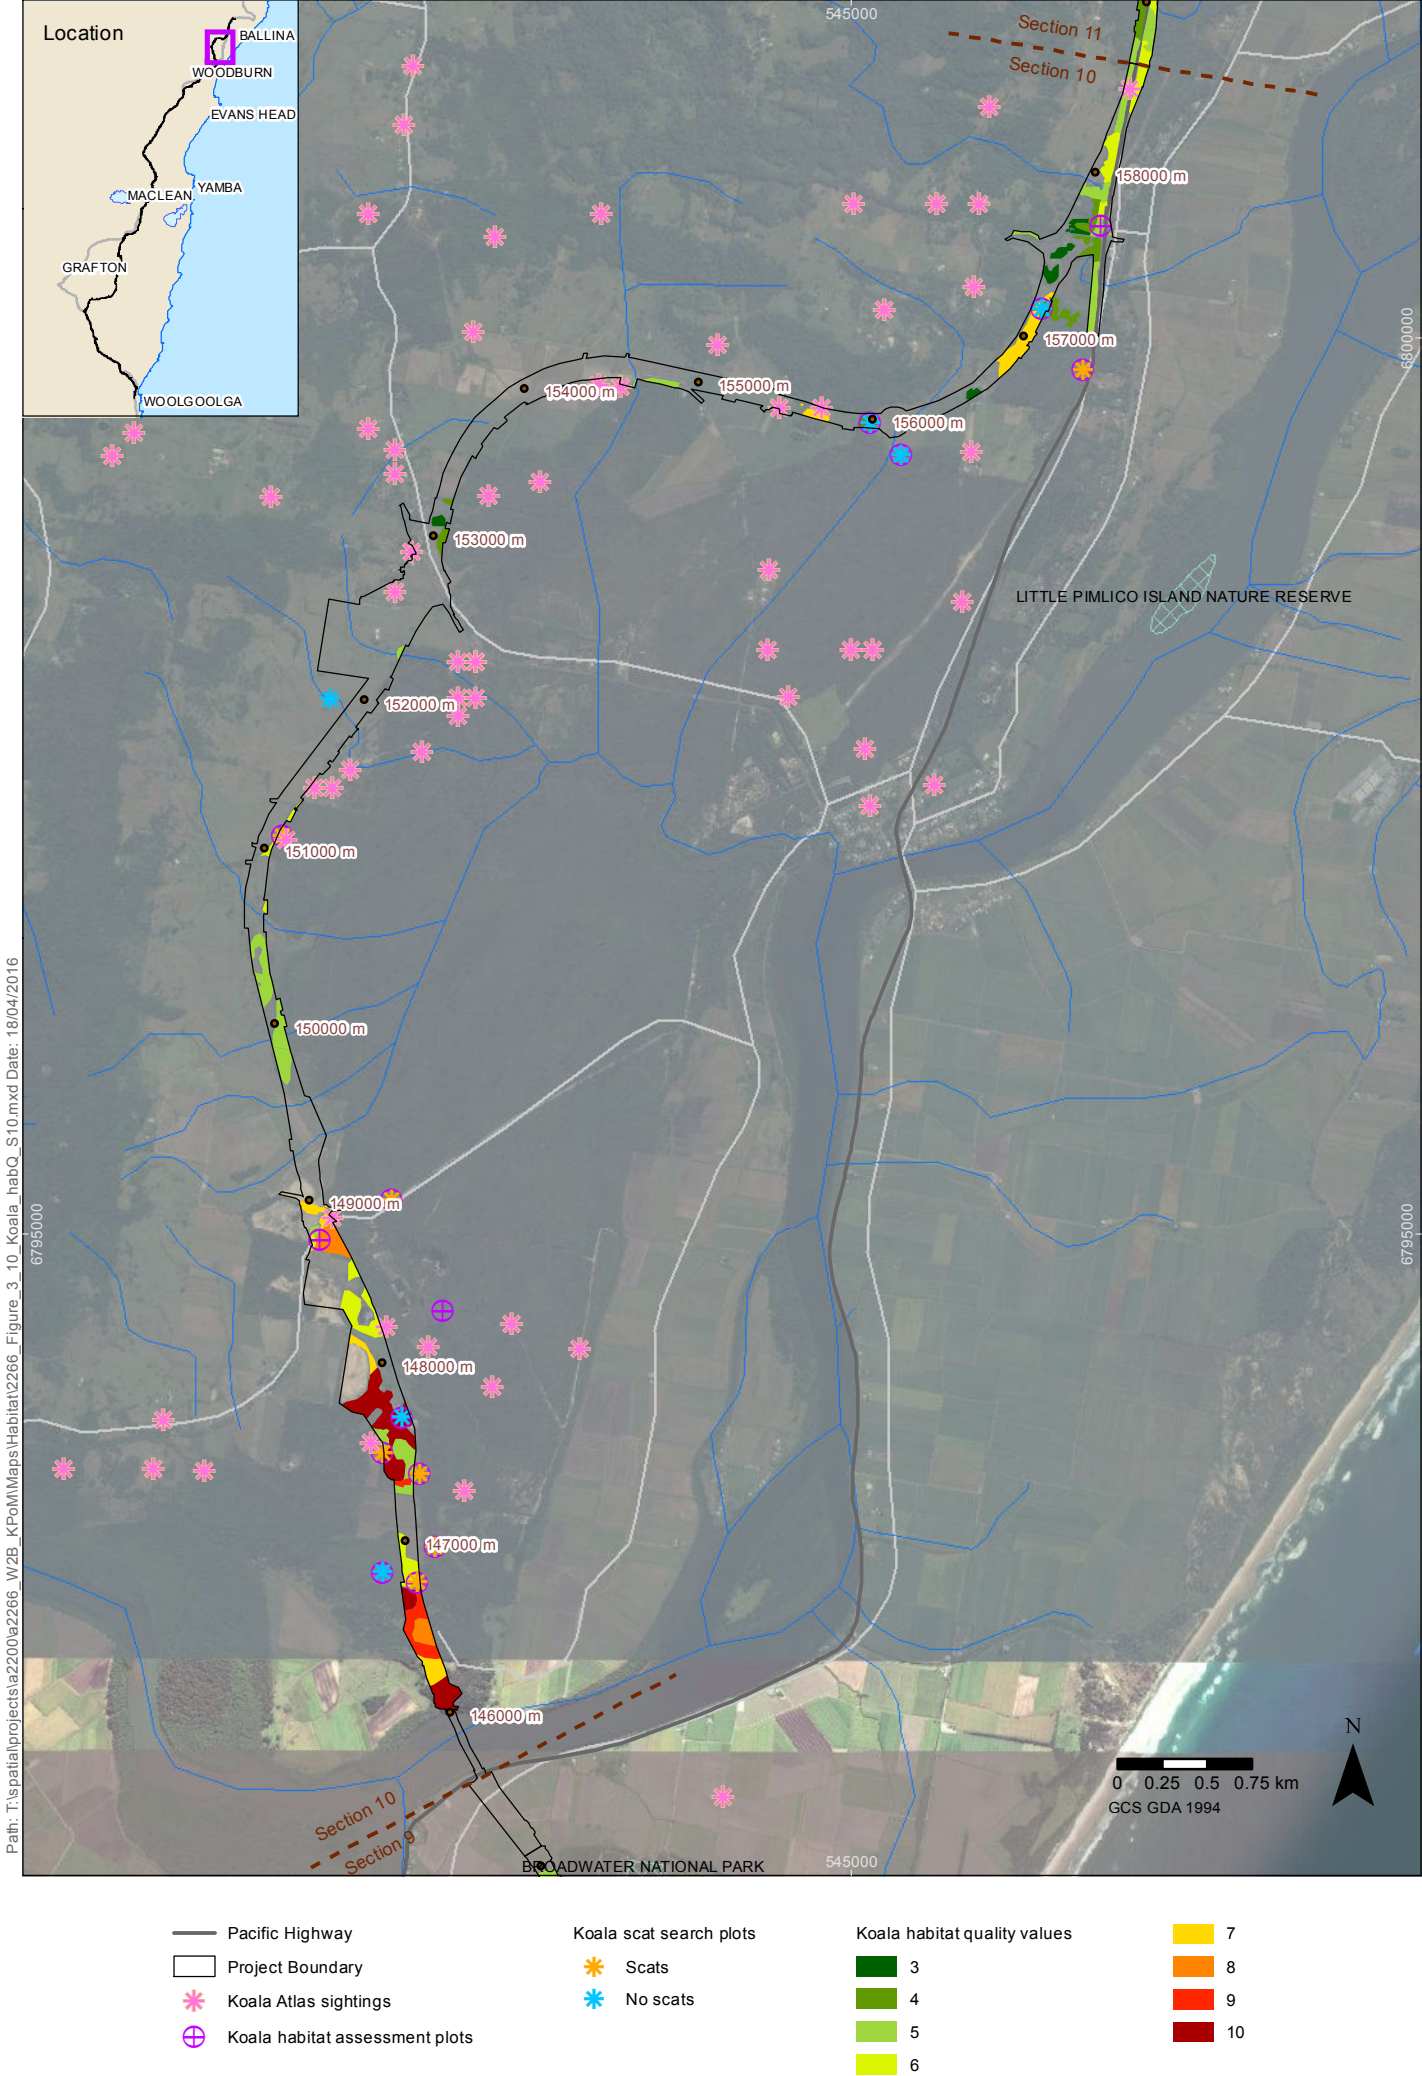 Location
BALLINA
WOODBURN
EVANS HEAD
YAMBA
MACLEAN
GRAFTON
WOOLGOOLGA
545000
Section 11
Section 10
158000 m
157000 m
6800000
154000 m
155000 m
156000 m
153000 m
LITTLE PIMLICO ISLAND NATURE RESERVE
152000 m
151000 m
150000 m
149000 m
6795000
6795000
148000 m
147000 m
146000 m
Section 10
Section 9
BROADWATER NATIONAL PARK
545000
N
0 0.25 0.5 0.75 km
GCS GDA 1994
Path: T:\spatial\projects\a2200\a2266_W2B_KPoM\Maps\Habitat\2266_Figure_3_10_Koala_habQ_S10.mxd Date: 18/04/2016
Pacific Highway
Project Boundary
Koala Atlas sightings
Koala habitat assessment plots
Koala scat search plots
Scats
No scats
Koala habitat quality values
3
4
5
6
7
8
9
10